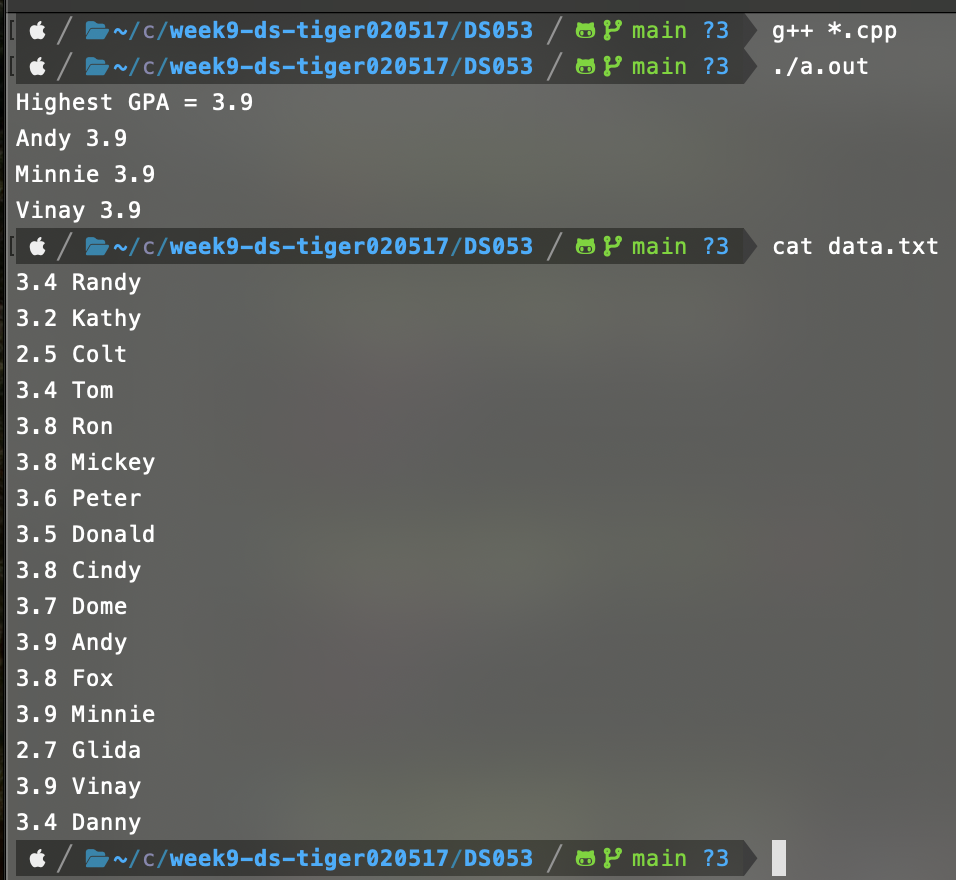 ~/c/week9-ds-tiger020517/DS053 / main ?3 g++ *.cpp
~/c/week9-ds-tiger020517/DS053 / main ?3 ./a.out
Highest GPA = 3.9
Andy 3.9
Minnie 3.9
Vinay 3.9
~/c/week9-ds-tiger020517/DS053 / main ?3 cat data.txt
3.4 Randy
3.2 Kathy
2.5 Colt
3.4 Tom
3.8 Ron
3.8 Mickey
3.6 Peter
3.5 Donald
3.8 Cindy
3.7 Dome
3.9 Andy
3.8 Fox
3.9 Minnie
2.7 Glida
3.9 Vinay
3.4 Danny
~/c/week9-ds-tiger020517/DS053 / main ?3